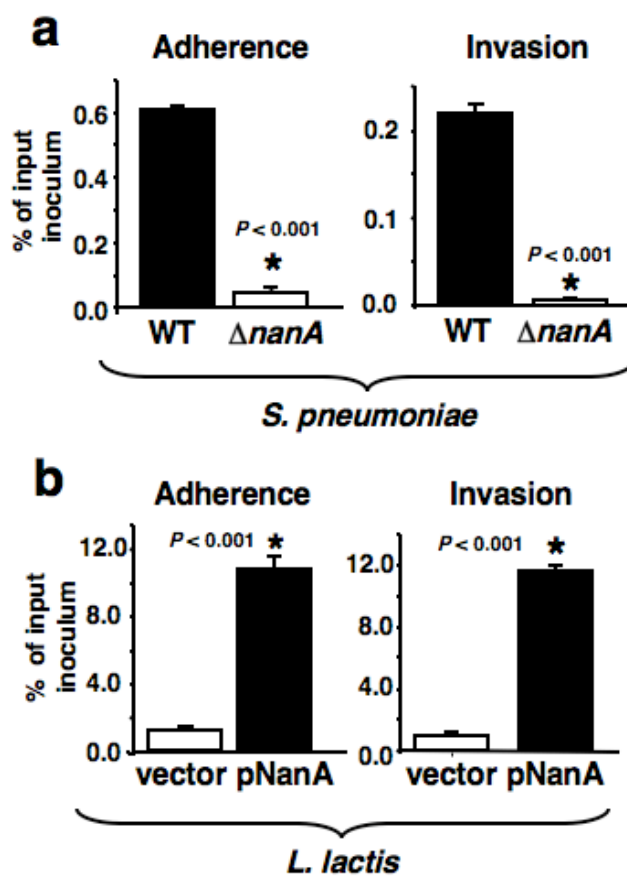 a
Adherence
Invasion
% of input
inoculum
0.6
0.4
0.2
0.0
P < 0.001
*
WT ΔnanA
0.2
0.1
0.0
P < 0.001
*
WT ΔnanA
S. pneumoniae
b
Adherence
Invasion
% of input
inoculum
12.0
8.0
4.0
0.0
P < 0.001 *
vector pNanA
12.0
8.0
4.0
0.0
P < 0.001 *
vector pNanA
L. lactis